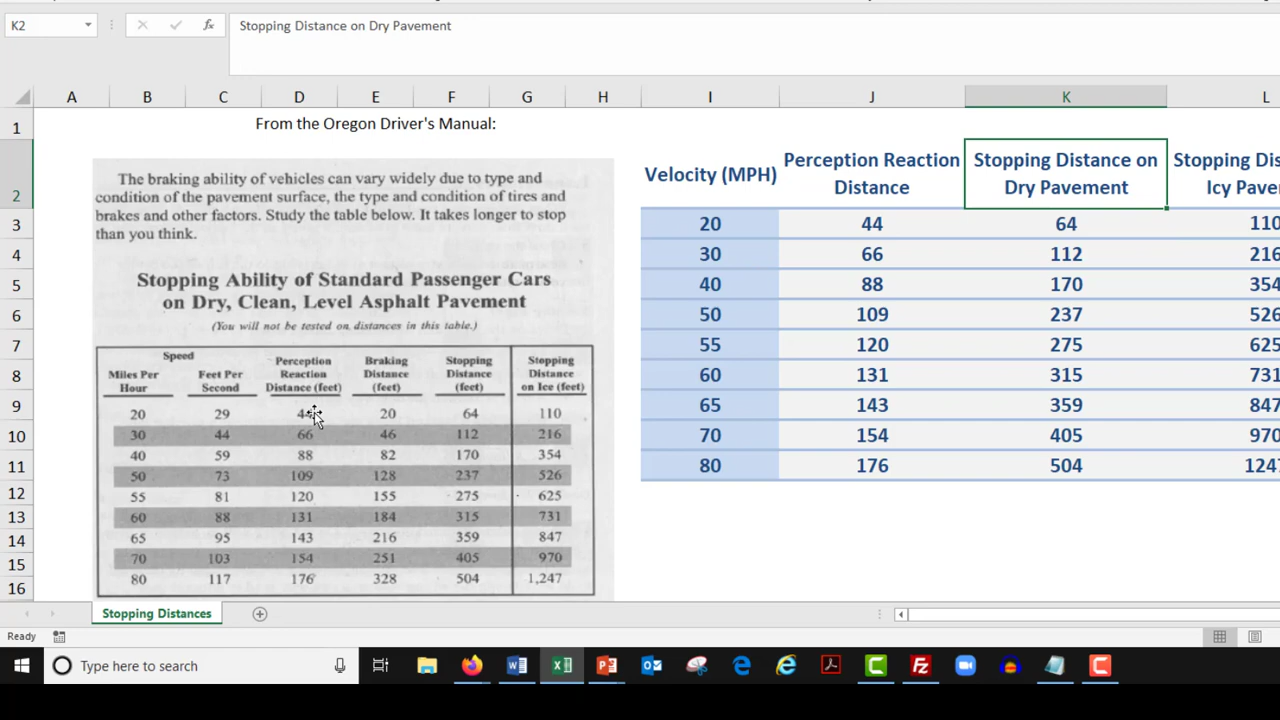 K2
fx
Stopping Distance on Dry Pavement
A B C D E F G H I J K L
1
2
3
4
5
6
7
8
9
10
11
12
13
14
15
16
From the Oregon Driver's Manual:
The braking ability of vehicles can vary widely due to type and
condition of the pavement surface, the type and condition of tires and
brakes and other factors. Study the table below. It takes longer to stop
than you think.
Stopping Ability of Standard Passenger Cars
on Dry, Clean, Level Asphalt Pavement
(You will not be tested on distances in this table.)
Speed
Miles Per
Hour
Feet Per
Second
Perception
Reaction
Distance (feet)
Braking
Distance
(feet)
Stopping
Distance
(feet)
Stopping
Distance
on Ice (feet)
20 29 44 20 64 110
30 44 66 46 112 216
40 59 88 82 170 354
50 73 109 128 237 526
55 81 120 155 275 625
60 88 131 184 315 731
65 95 143 216 359 847
70 103 154 251 405 970
80 117 176 328 504 1,247
Velocity (MPH)
Perception Reaction
Distance
Stopping Distance on
Dry Pavement
Stopping Dis
Icy Pave
20 44 64 110
30 66 112 216
40 88 170 354
50 109 237 526
55 120 275 625
60 131 315 731
65 143 359 847
70 154 405 970
80 176 504 1247
Stopping Distances
Ready
Type here to search